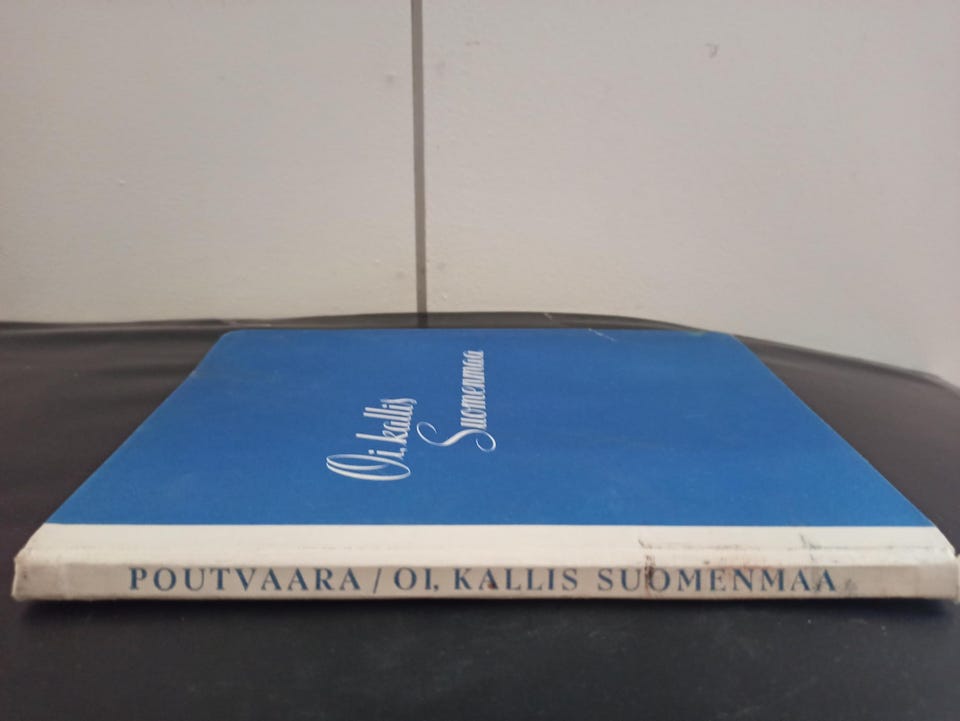 Oi, kallis
Suomenmaa
POUTVAARA / OI, KALLIS SUOMENMAA